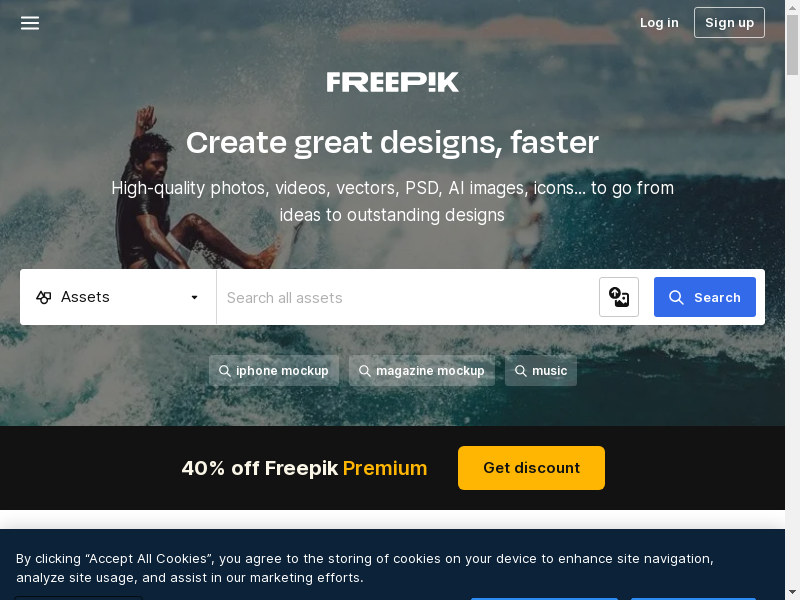 Log in
Sign up
FREEPIK
Create great designs, faster
High-quality photos, videos, vectors, PSD, AI images, icons... to go from
ideas to outstanding designs
Assets
Search all assets
Search
iphone mockup
magazine mockup
music
40% off Freepik Premium
Get discount
By clicking “Accept All Cookies”, you agree to the storing of cookies on your device to enhance site navigation,
analyze site usage, and assist in our marketing efforts.